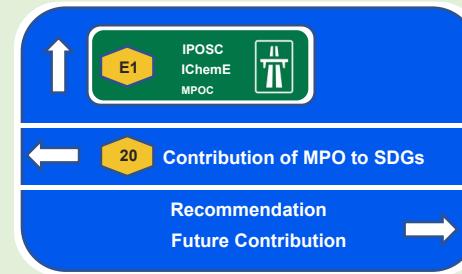 E1
IPOSC
IChemE
MPOC
20
Contribution of MPO to SDGs
Recommendation
Future Contribution